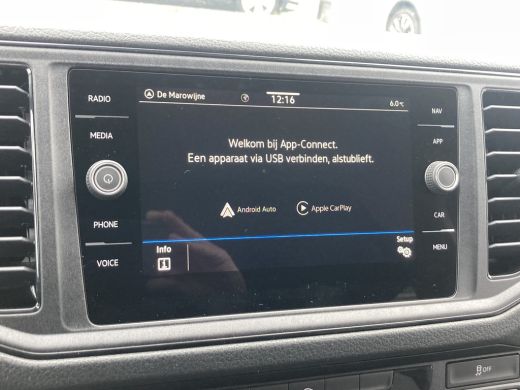 De Marowijne
12:16
6.0°C
RADIO
MEDIA
PHONE
VOICE
Welkom bij App-Connect.
Een apparaat via USB verbinden, alstublieft.
Android Auto
Apple CarPlay
Info
Setup
NAV
APP
CAR
MENU
OFF